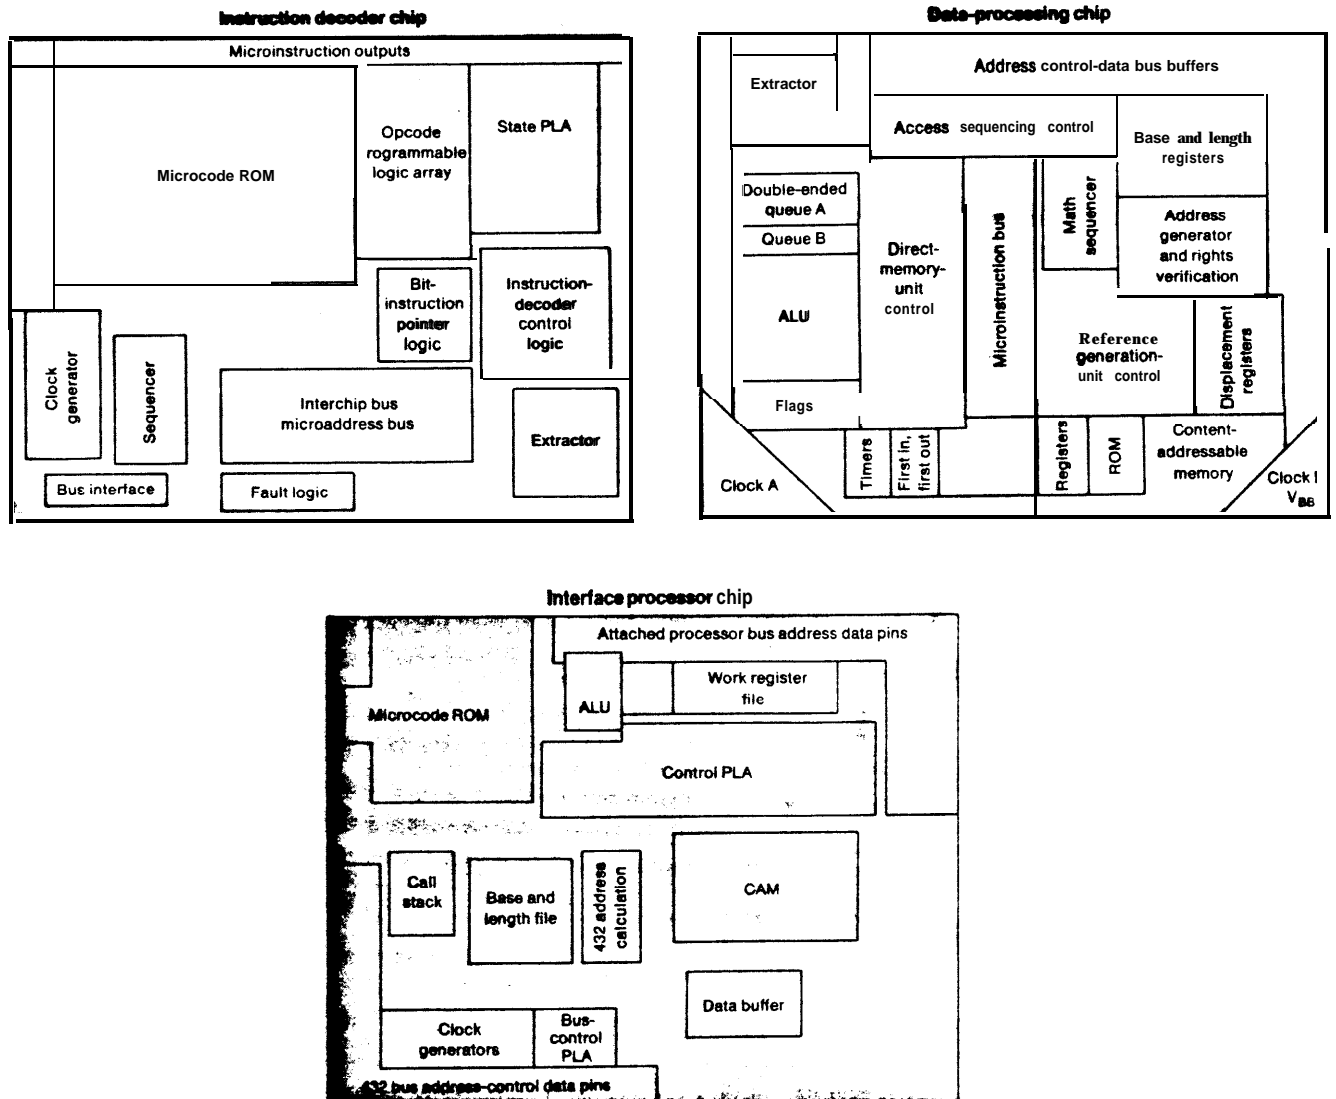 Instruction decoder chip
Microinstruction outputs
Microcode ROM
Opcode
rogrammable
logic array
State PLA
Bit-
instruction
pointer
logic
Instruction-
decoder
control
logic
Clock
generator
Sequencer
Interchip bus
microaddress bus
Extractor
Bus interface
Fault logic
Data-processing chip
Extractor
Address control-data bus buffers
Access sequencing control
Base and length
registers
Double-ended
queue A
Queue B
ALU
Flags
Direct-
memory-
unit
control
Microinstruction bus
Math
sequencer
Address
generator
and rights
verification
Reference
generation-
unit control
Displacement
registers
Clock A
Timers
First in,
first out
Registers
ROM
Content-
addressable
memory
Clock I
VBB
Interface processor chip
Attached processor bus address data pins
Microcode ROM
ALU
Work register
file
Control PLA
Call
stack
Base and
length file
432 address
calculation
CAM
Data buffer
Clock
generators
Bus-
control
PLA
432 bus address-control data pins